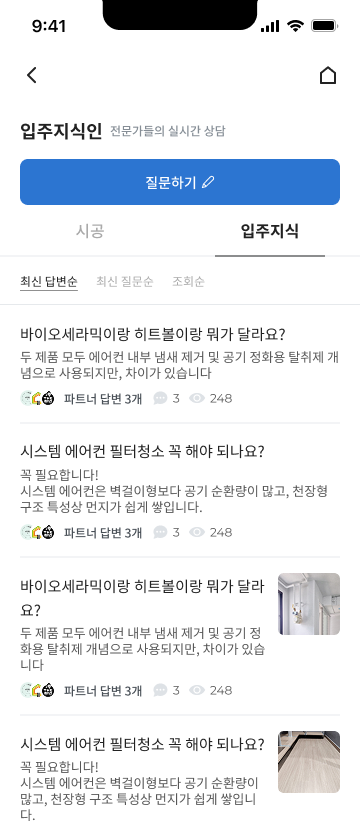 9:41
입주지식인 전문가들의 실시간 상담
질문하기
시공 입주지식
최신 답변순 최신 질문순 조회순
바이오세라믹이랑 히트볼이랑 뭐가 달라요?
두 제품 모두 에어컨 내부 냄새 제거 및 공기 정화용 탈취제 개
념으로 사용되지만, 차이가 있습니다
파트너 답변 3개 3 248
시스템 에어컨 필터청소 꼭 해야 되나요?
꼭 필요합니다!
시스템 에어컨은 벽걸이형보다 공기 순환량이 많고, 천장형
구조 특성상 먼지가 쉽게 쌓입니다.
파트너 답변 3개 3 248
바이오세라믹이랑 히트볼이랑 뭐가 달라
요?
두 제품 모두 에어컨 내부 냄새 제거 및 공기 정
화용 탈취제 개념으로 사용되지만, 차이가 있습
니다
파트너 답변 3개 3 248
시스템 에어컨 필터청소 꼭 해야 되나요?
꼭 필요합니다!
시스템 에어컨은 벽걸이형보다 공기 순환량이
많고, 천장형 구조 특성상 먼지가 쉽게 쌓입니
다.